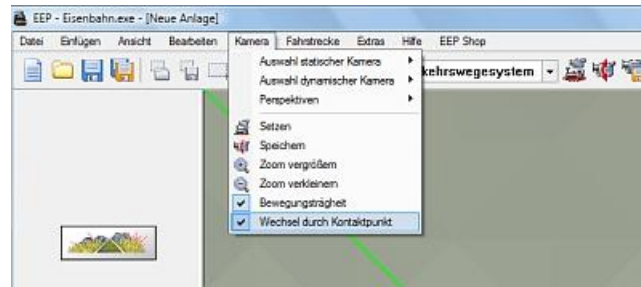 EEP - Eisenbahn.exe - [Neue Anlage]
Datei Einfügen Ansicht Bearbeiten Kamera Fahrstrecke Extras Hilfe EEP Shop
Auswahl statischer Kamera
kehrswegesystem
Auswahl dynamischer Kamera
Perspektiven
Setzen
Speichern
Zoom vergrößern
Zoom verkleinern
Bewegungsträgheit
Wechsel durch Kontaktpunkt